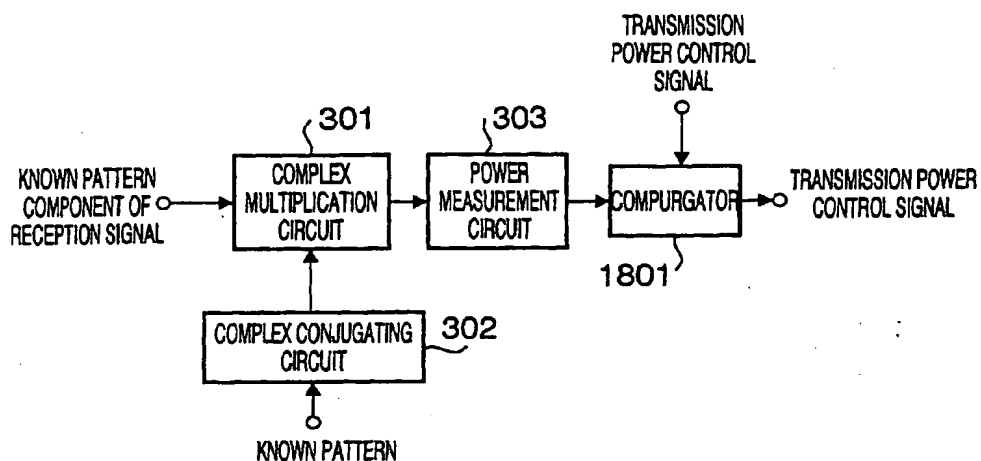 TRANSMISSION
POWER CONTROL
SIGNAL
301
303
KNOWN PATTERN
COMPONENT OF
RECEPTION SIGNAL
COMPLEX
MULTIPLICATION
CIRCUIT
POWER
MEASUREMENT
CIRCUIT
COMPURGATOR
TRANSMISSION POWER
CONTROL SIGNAL
1801
COMPLEX CONJUGATING
CIRCUIT
302
KNOWN PATTERN